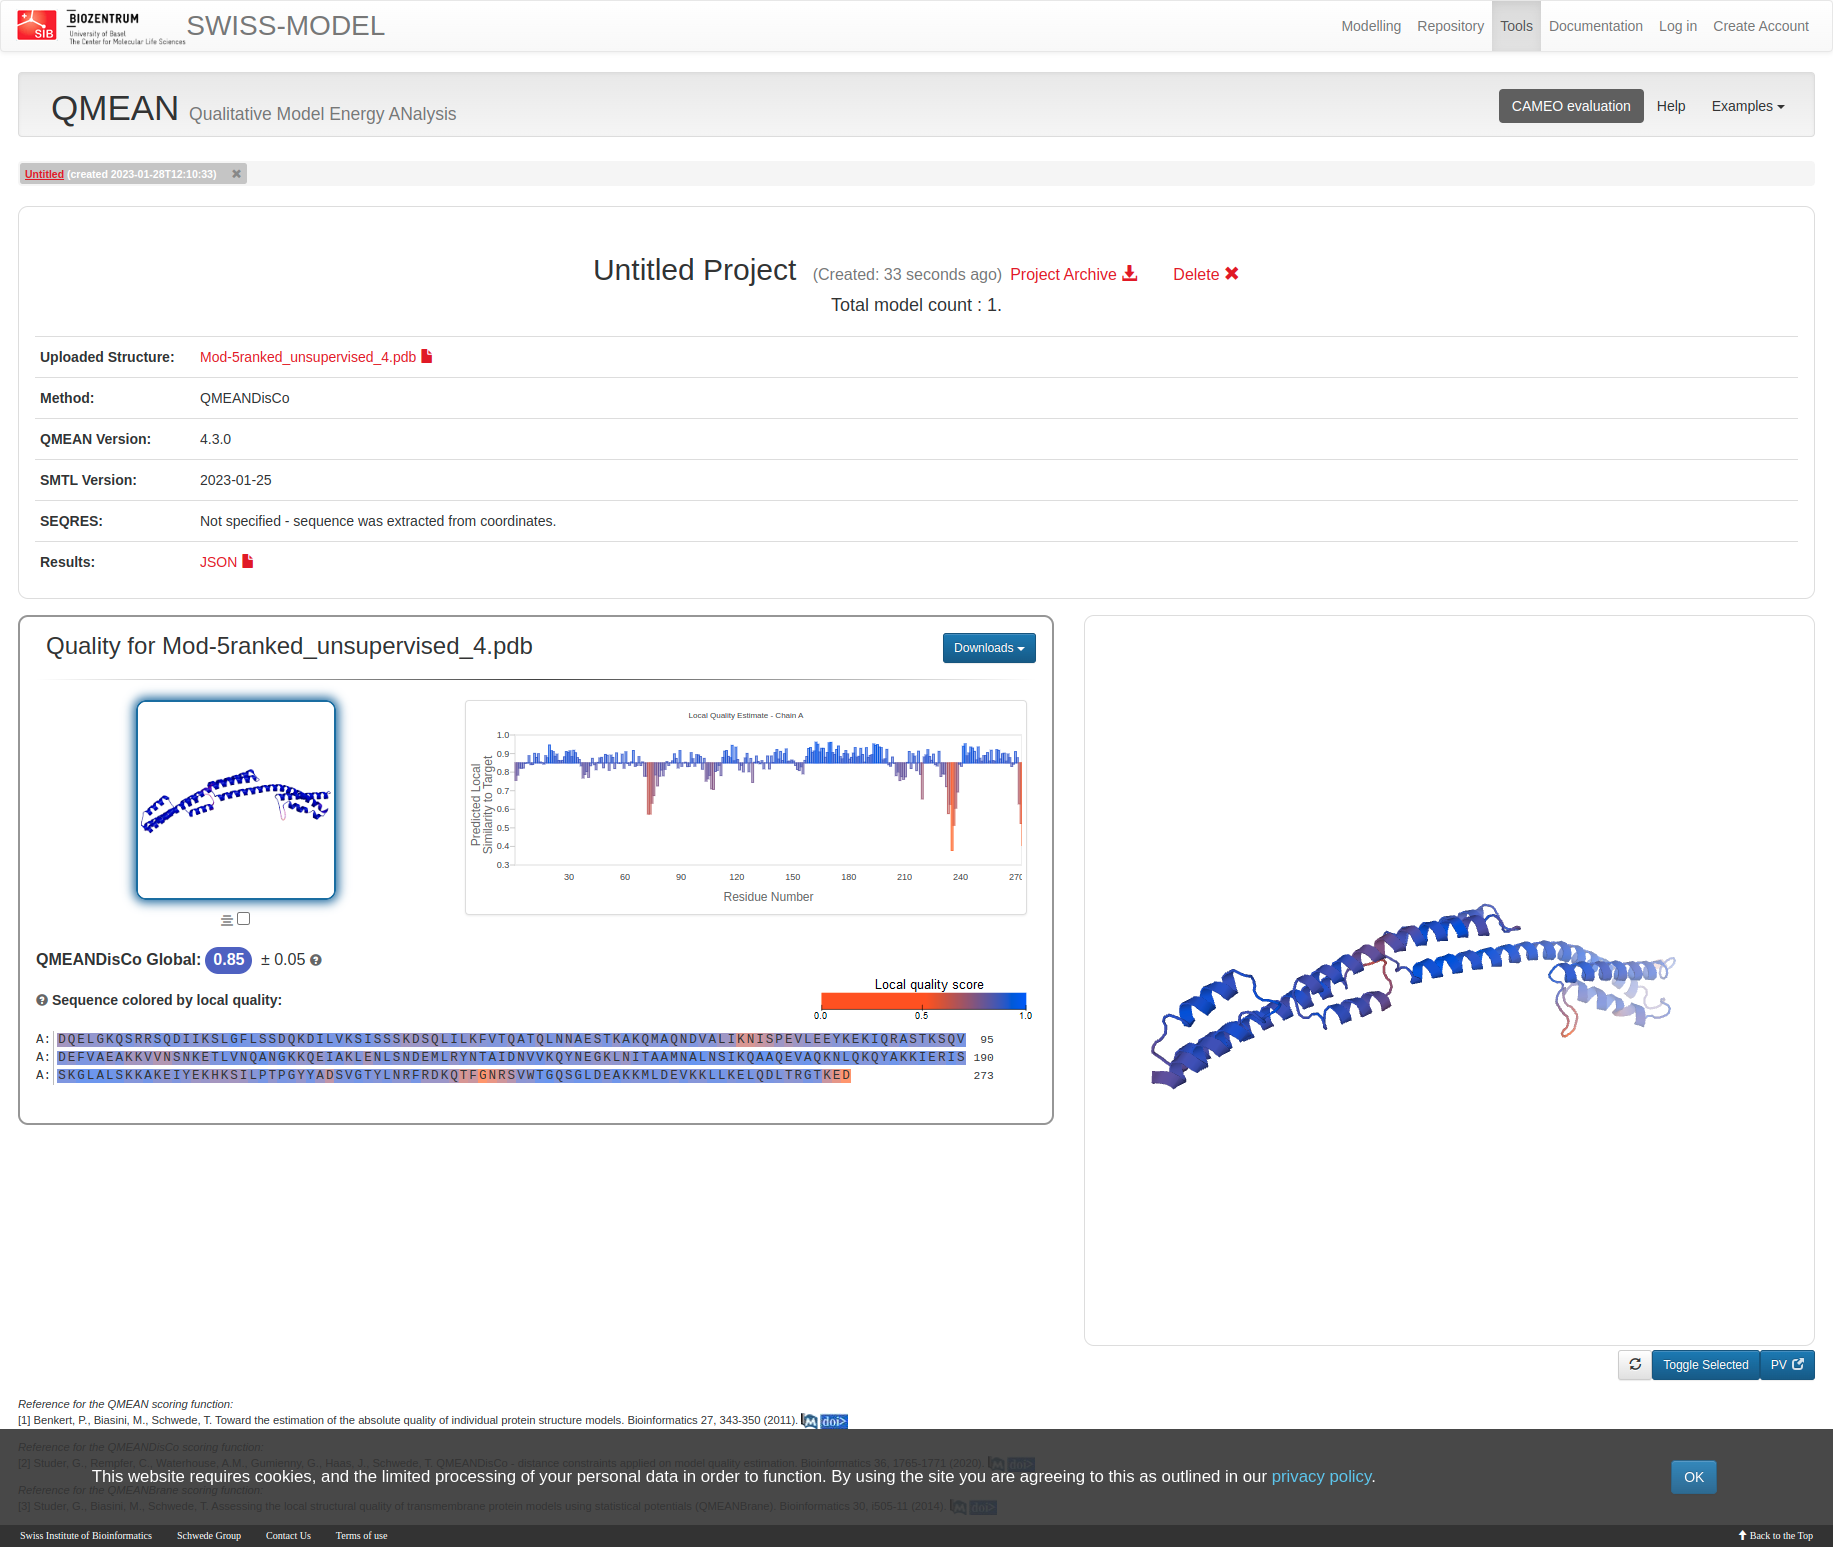 SIB
BIOZENTRUM
University of Basel
The Center for Molecular Life Sciences
SWISS-MODEL
Modelling Repository Tools Documentation Log in Create Account
QMEAN Qualitative Model Energy ANalysis
CAMEO evaluation Help Examples
Untitled (created 2023-01-28T12:10:33)
Untitled Project (Created: 33 seconds ago) Project Archive Delete
Total model count : 1.
Uploaded Structure: Mod-5ranked_unsupervised_4.pdb
Method: QMEANDisCo
QMEAN Version: 4.3.0
SMTL Version: 2023-01-25
SEQRES: Not specified - sequence was extracted from coordinates.
Results: JSON
Quality for Mod-5ranked_unsupervised_4.pdb
Downloads
Local Quality Estimate - Chain A
Predicted Local
Similarity to Target
1.0
0.9
0.8
0.7
0.6
0.5
0.4
0.3
30 60 90 120 150 180 210 240 270
Residue Number
QMEANDisCo Global: 0.85 ± 0.05
Sequence colored by local quality:
Local quality score
0.0 0.5 1.0
A: DQELGKQSRRSQDIIKSLGFLSSDQKDILVKSISSSKDSQLILKFVTQATQLNNAESTKAKQMAQNDVALIKNISPEVLEEYKEKIQRASTKSQV 95
A: DEFVAEAKKVVNSNKETLVNQANGKKQEIAKLENLSNDEMLRYNTAIDNVVKQYNEGKLNITAAMNALNSIKQAAQEVAQKNLQKQYAKKIERIS 190
A: SKGLALSKKAKEIYEKHKSILPTPGYYADSVGTYLNRFRDKQTFGNRSVWTGQSGLDEAKKMLDEVKKLLKELQDLTRGTKED 273
Toggle Selected PV
Reference for the QMEAN scoring function:
[1] Benkert, P., Biasini, M., Schwede, T. Toward the estimation of the absolute quality of individual protein structure models. Bioinformatics 27, 343-350 (2011). M doi>
Reference for the QMEANDisCo scoring function:
[2] Studer, G., Rempfer, C., Waterhouse, A.M., Gumienny, G., Haas, J., Schwede, T. QMEANDisCo - distance constraints applied on model quality estimation. Bioinformatics 36, 1765-1771 (2020). M doi>
This website requires cookies, and the limited processing of your personal data in order to function. By using the site you are agreeing to this as outlined in our privacy policy.
OK
Reference for the QMEANBrane scoring function:
[3] Studer, G., Biasini, M., Schwede, T. Assessing the local structural quality of transmembrane protein models using statistical potentials (QMEANBrane). Bioinformatics 30, i505-11 (2014). M doi>
Swiss Institute of Bioinformatics Schwede Group Contact Us Terms of use Back to the Top